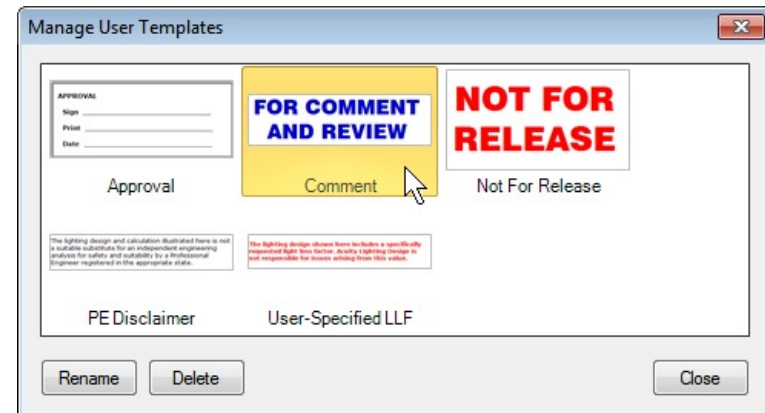 Manage User Templates
APPROVAL
Sign
Print
Date
FOR COMMENT
AND REVIEW
NOT FOR
RELEASE
Approval
Comment
Not For Release
The lighting design and calculation illustrated here is not
a suitable substitute for an independent engineering
analysis for safety and suitability by a Professional
Engineer registered in the appropriate state.
The lighting design shown here includes a specifically
requested light loss factor. Acuity Lighting Design is
not responsible for issues arising from this value.
PE Disclaimer
User-Specified LLF
Rename
Delete
Close